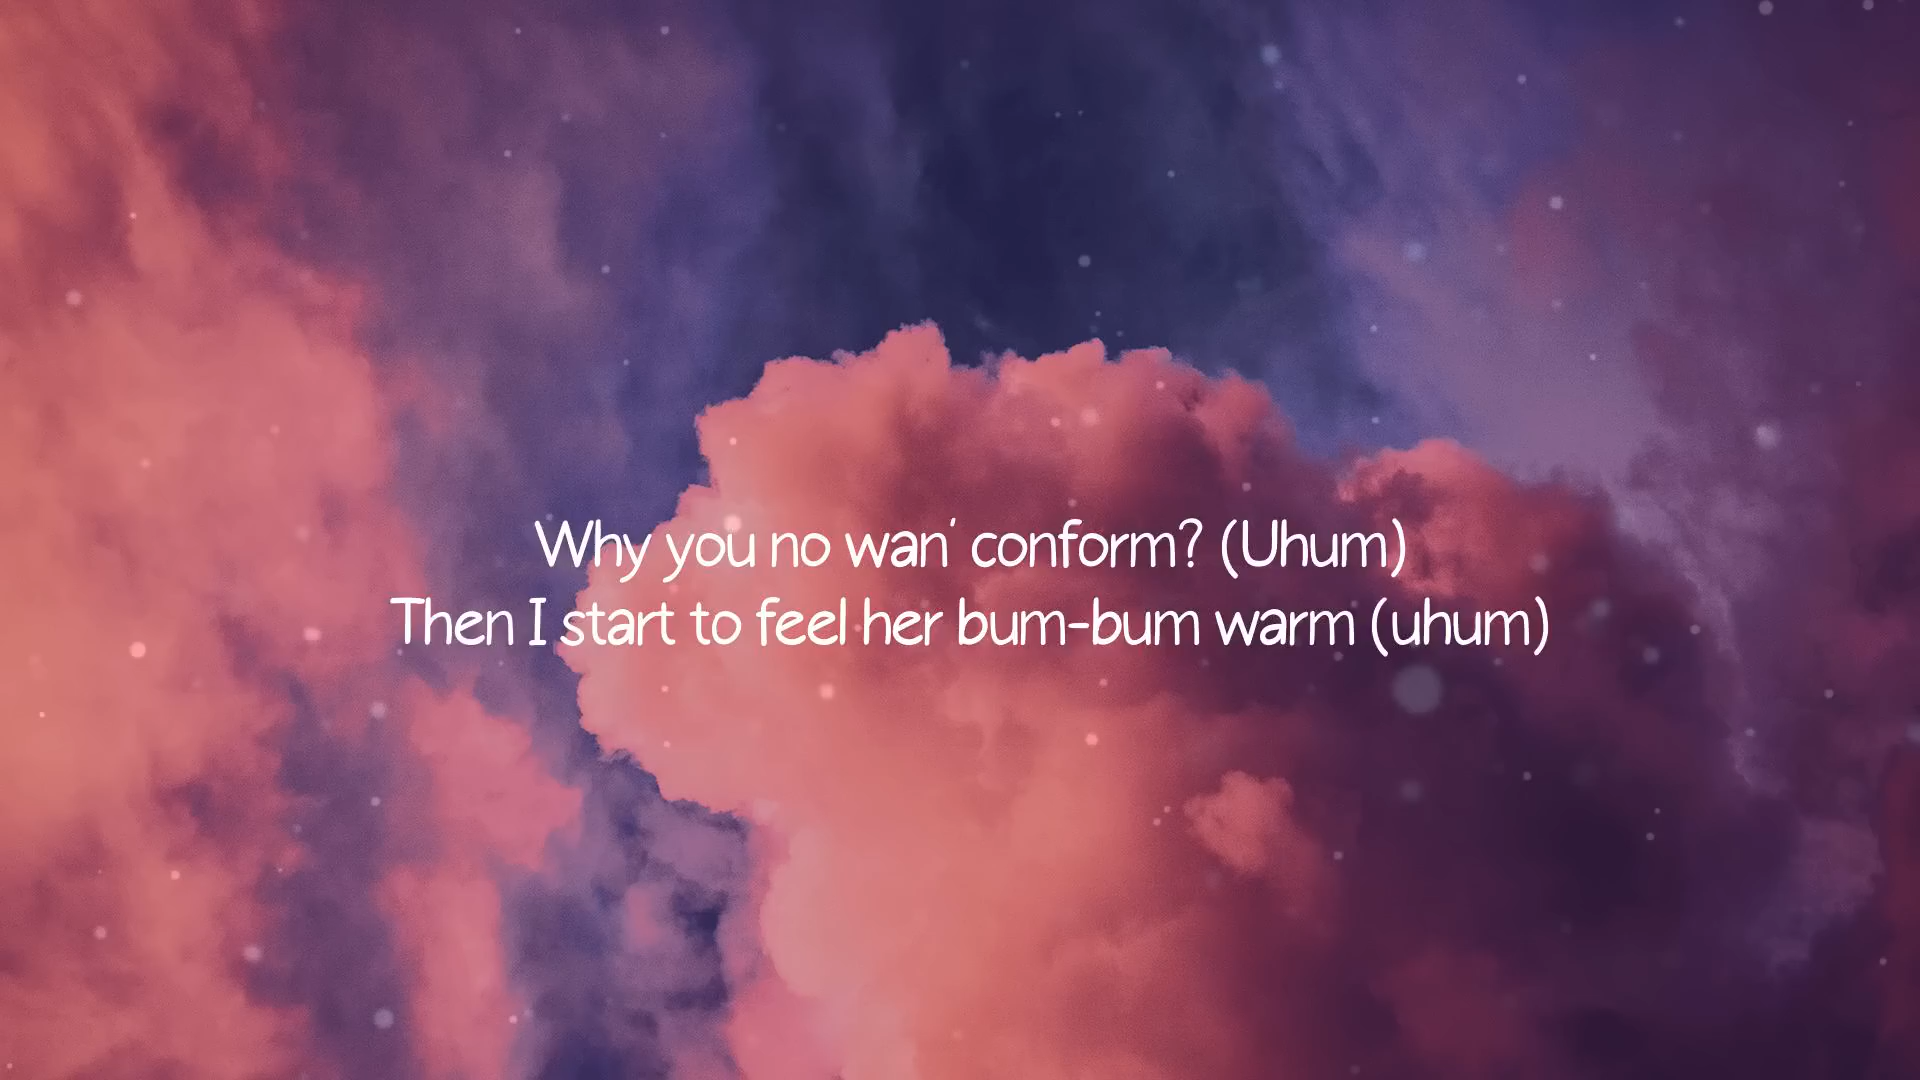 Why you no wan' conform? (Uhum)
Then I start to feel her bum-bum warm (uhum)